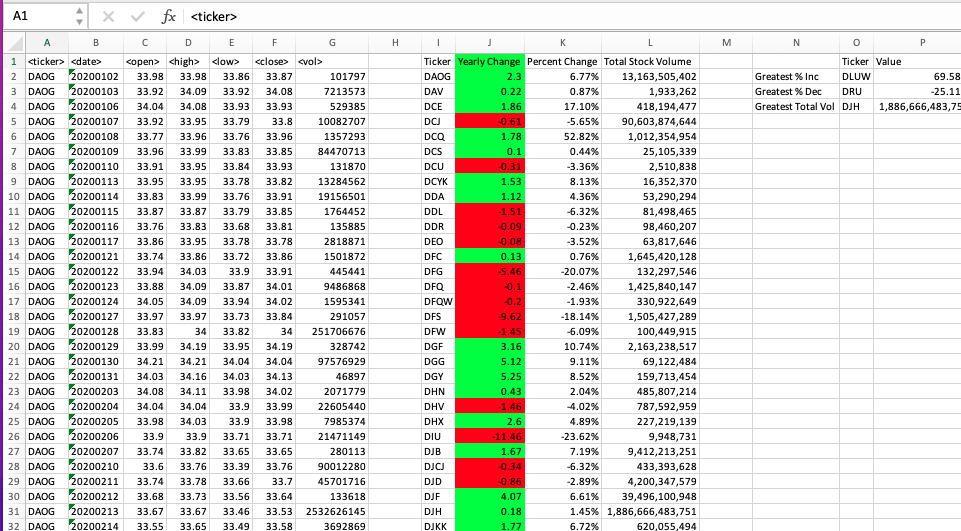 A1 fx <ticker>
A B C D E F G H I J K L M N O P
1 <ticker> <date> <open> <high> <low> <close> <vol> Ticker Yearly Change Percent Change Total Stock Volume Ticker Value
2 DAOG 20200102 33.98 33.98 33.86 33.87 101797 DAOG 2.3 6.77% 13,163,505,402 Greatest % Inc DLUW 69.58
3 DAOG 20200103 33.92 34.09 33.92 34.08 7213573 DAV 0.22 0.87% 1,933,262 Greatest % Dec DRU -25.11
4 DAOG 20200106 34.04 34.08 33.93 33.93 529385 DCE 1.86 17.10% 418,194,477 Greatest Total Vol DJH 1,886,666,483,75
5 DAOG 20200107 33.92 33.95 33.79 33.8 10082707 DCJ -0.61 -5.65% 90,603,874,644
6 DAOG 20200108 33.77 33.96 33.76 33.96 1357293 DCQ 1.78 52.82% 1,012,354,954
7 DAOG 20200109 33.96 33.99 33.83 33.85 84470713 DCS 0.1 0.44% 25,105,339
8 DAOG 20200110 33.91 33.95 33.84 33.93 131870 DCU -0.31 -3.36% 2,510,838
9 DAOG 20200113 33.95 33.95 33.78 33.82 13284562 DCYK 1.53 8.13% 16,352,370
10 DAOG 20200114 33.83 33.99 33.76 33.91 19156501 DDA 1.12 4.36% 53,290,294
11 DAOG 20200115 33.87 33.87 33.79 33.85 1764452 DDL -1.51 -6.32% 81,498,465
12 DAOG 20200116 33.76 33.83 33.68 33.81 135885 DDR -0.09 -0.23% 98,460,207
13 DAOG 20200117 33.86 33.95 33.78 33.78 2818871 DEO -0.08 -3.52% 63,817,646
14 DAOG 20200121 33.74 33.86 33.72 33.86 1501872 DFC 0.13 0.76% 1,645,420,128
15 DAOG 20200122 33.94 34.03 33.9 33.91 445441 DFG -5.46 -20.07% 132,297,546
16 DAOG 20200123 33.88 34.09 33.87 34.01 9486868 DFQ -0.1 -2.46% 1,425,840,147
17 DAOG 20200124 34.05 34.09 33.94 34.02 1595341 DFQW -0.2 -1.93% 330,922,649
18 DAOG 20200127 33.97 33.97 33.73 33.84 291057 DFS -9.62 -18.14% 1,505,427,289
19 DAOG 20200128 33.83 34 33.82 34 251706676 DFW -1.45 -6.09% 100,449,915
20 DAOG 20200129 33.99 34.19 33.95 34.19 328742 DGF 3.16 10.74% 2,163,238,517
21 DAOG 20200130 34.21 34.21 34.04 34.04 97576929 DGG 5.12 9.11% 69,122,484
22 DAOG 20200131 34.03 34.16 34.03 34.13 46897 DGY 5.25 8.52% 159,713,454
23 DAOG 20200203 34.08 34.11 33.98 34.02 2071779 DHN 0.43 2.04% 485,807,214
24 DAOG 20200204 34.04 34.04 33.9 33.99 22605440 DHV -1.46 -4.02% 787,592,959
25 DAOG 20200205 33.98 34.03 33.9 33.98 7985374 DHX 2.6 4.89% 227,219,139
26 DAOG 20200206 33.9 33.9 33.71 33.71 21471149 DIU -11.46 -23.62% 9,948,731
27 DAOG 20200207 33.74 33.82 33.65 33.65 280113 DJB 1.67 7.19% 9,412,213,251
28 DAOG 20200210 33.6 33.76 33.39 33.76 90012280 DJCJ -0.34 -6.32% 433,393,628
29 DAOG 20200211 33.74 33.78 33.66 33.7 45701716 DJD -0.86 -2.89% 4,200,347,579
30 DAOG 20200212 33.68 33.73 33.56 33.64 133618 DJF 4.07 6.61% 39,496,100,948
31 DAOG 20200213 33.67 33.67 33.46 33.53 2532626145 DJH 0.18 1.45% 1,886,666,483,751
32 DAOG 20200214 33.55 33.65 33.49 33.58 3692869 DJKK 1.77 6.72% 620,055,494